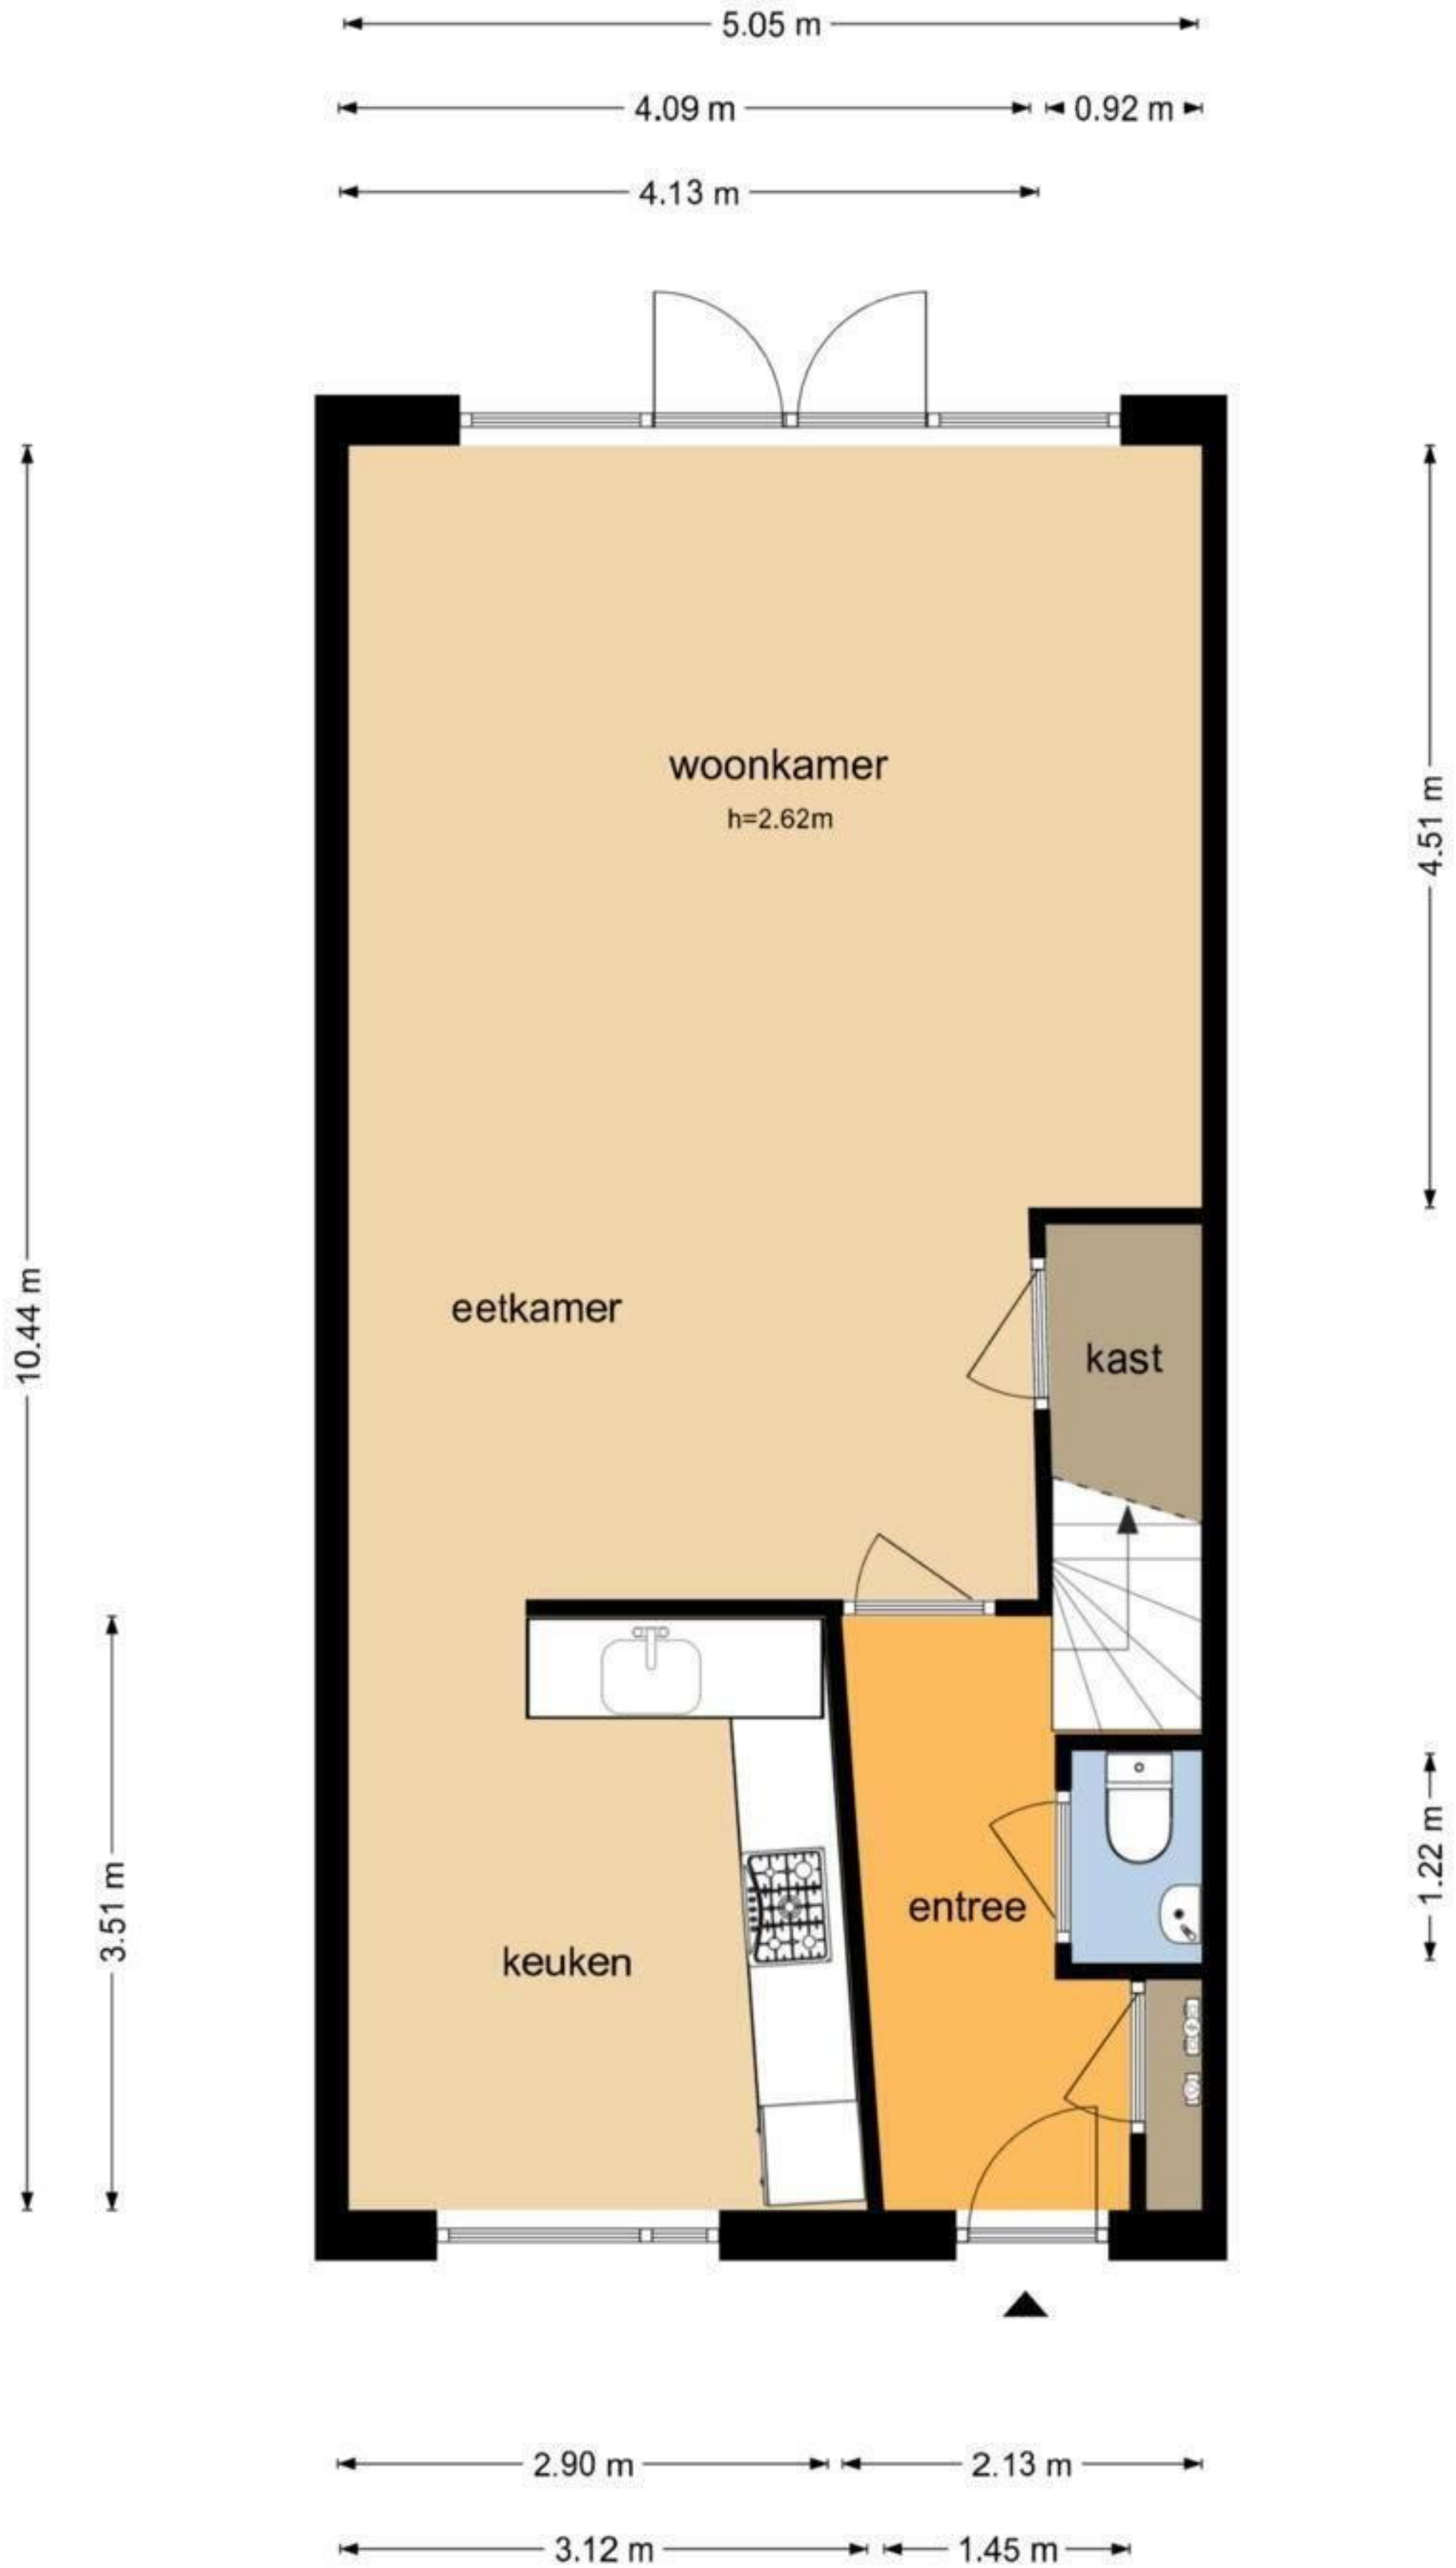 5.05 m
4.09 m
0.92 m
4.13 m
woonkamer
h=2.62m
4.51 m
10.44 m
eetkamer
kast
3.51 m
1.22 m
entree
keuken
2.90 m
2.13 m
3.12 m
1.45 m